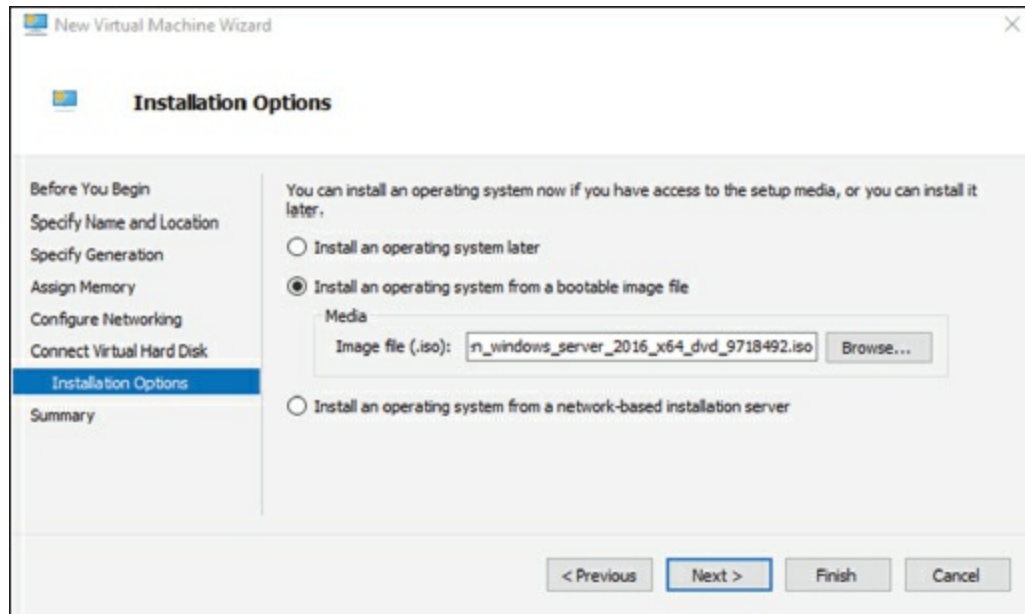 New Virtual Machine Wizard
Installation Options
Before You Begin
Specify Name and Location
Specify Generation
Assign Memory
Configure Networking
Connect Virtual Hard Disk
Installation Options
Summary
You can install an operating system now if you have access to the setup media, or you can install it
later.
Install an operating system later
Install an operating system from a bootable image file
Media
Image file (.iso): n_windows_server_2016_x64_dvd_9718492.iso Browse...
Install an operating system from a network-based installation server
< Previous Next > Finish Cancel